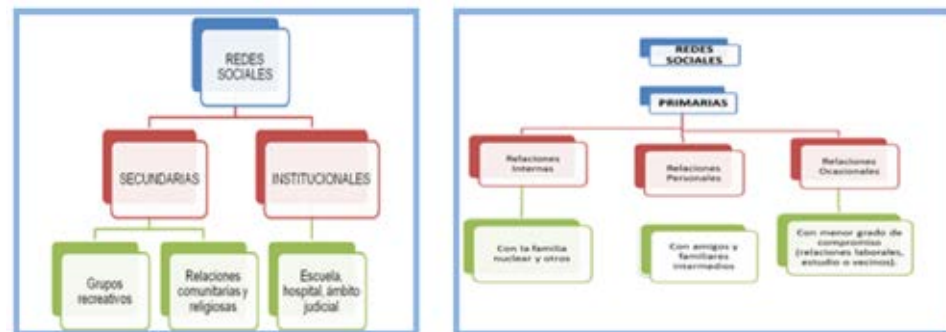 REDES
SOCIALES
SECUNDARIAS
INSTITUCIONALES
Grupos
recreativos
Relaciones
comunitarias y
religiosas
Escuela,
hospital, ámbito
judicial
REDES
SOCIALES
PRIMARIAS
Relaciones
Internas
Relaciones
Personales
Relaciones
Ocasionales
Con la familia
nuclear y otros
Con amigos y
familiares
intermedios
Con menor grado de
compromiso
(relaciones laborales,
estudio o vecinos).